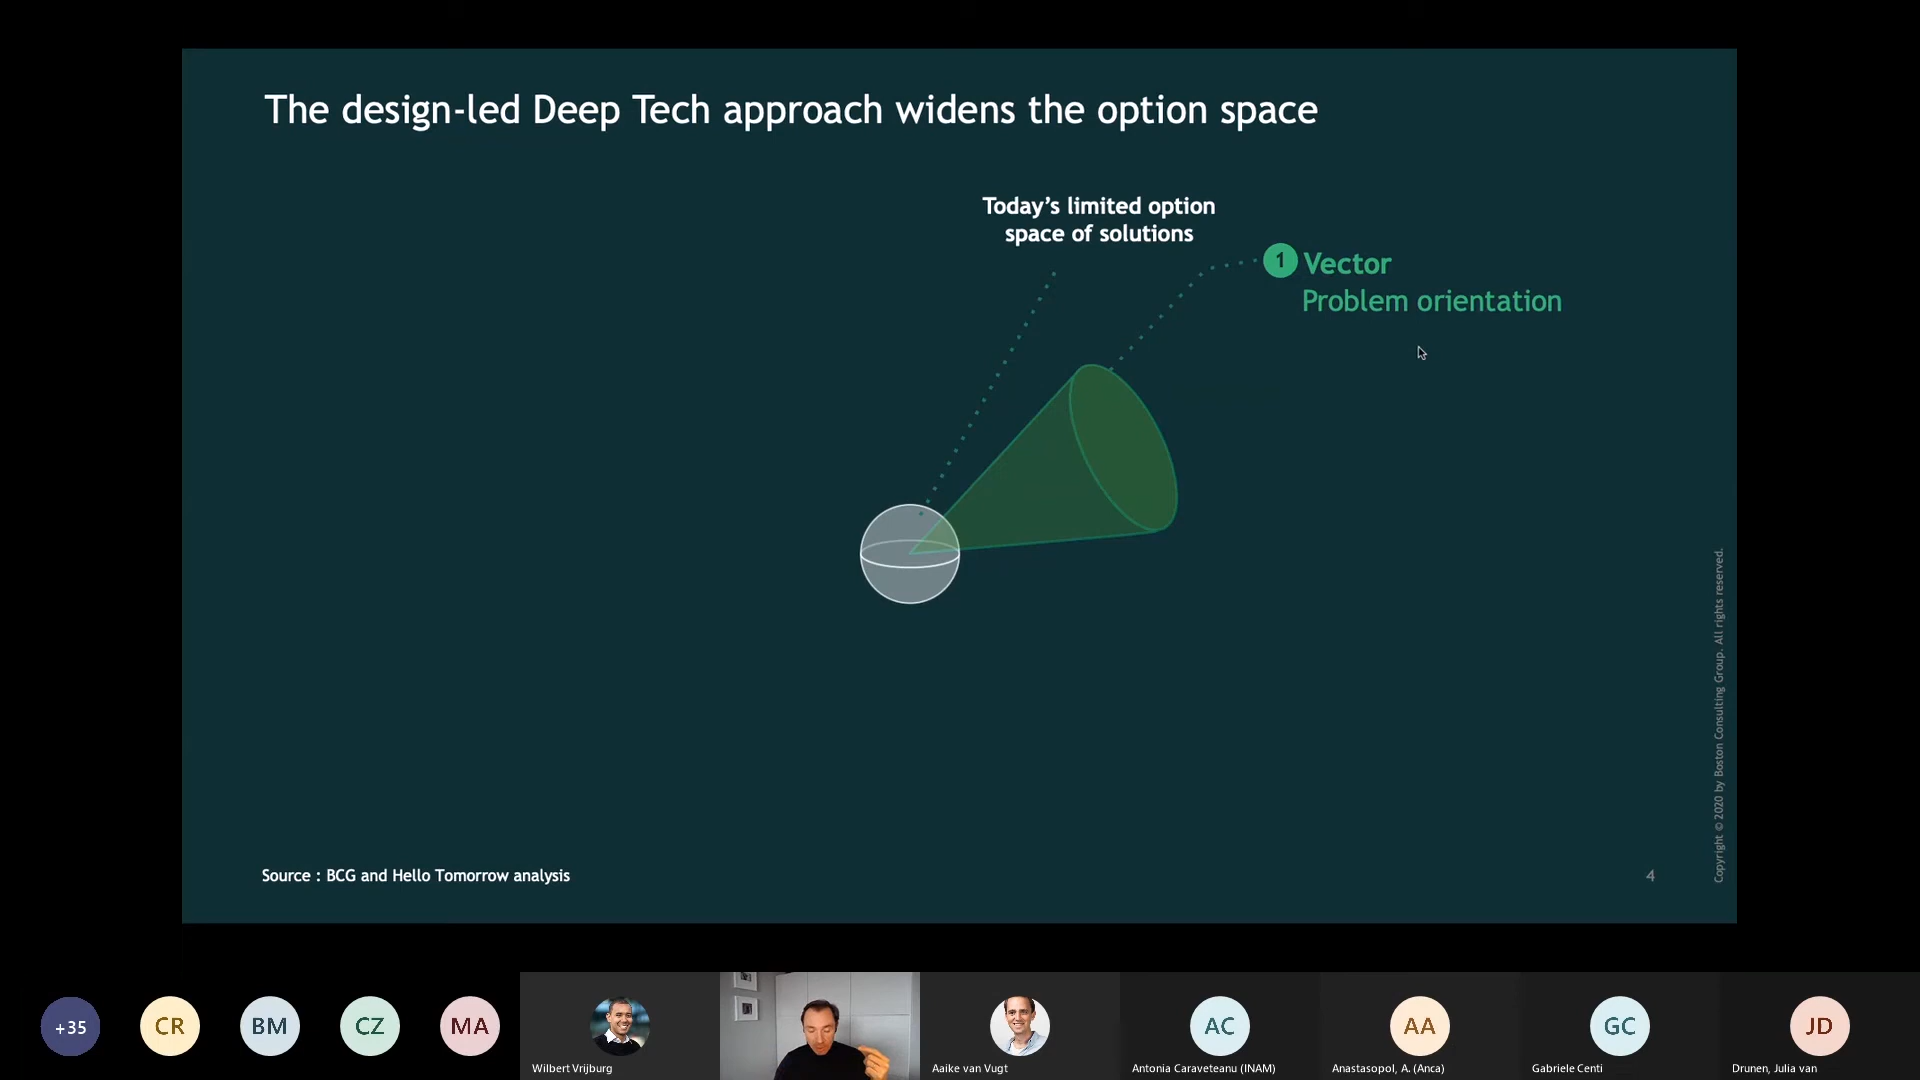 The design-led Deep Tech approach widens the option space
Today's limited option
space of solutions
1 Vector
Problem orientation
Source : BCG and Hello Tomorrow analysis
4
Copyright © 2020 by Boston Consulting Group. All rights reserved.
+35
CR
BM
CZ
MA
Wilbert Vrijburg
Aaike van Vugt
AC
Antonia Caraveteanu (INAM)
AA
Anastasopol, A. (Anca)
GC
Gabriele Centi
JD
Drunen, Julia van